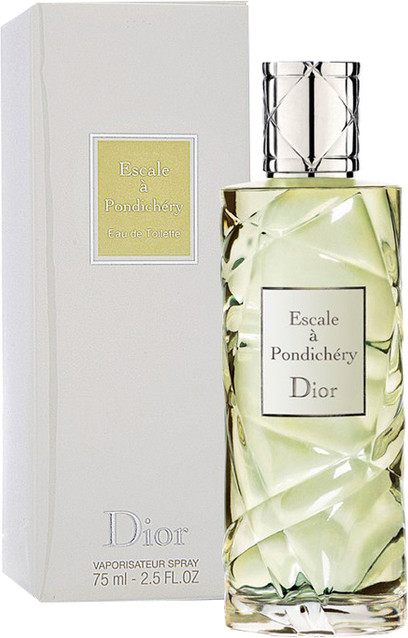 Escale
à
Pondichéry
Eau de Toilette
Dior
VAPORISATEUR SPRAY
75 ml - 2.5 FL.OZ
Escale
à
Pondichéry
Dior